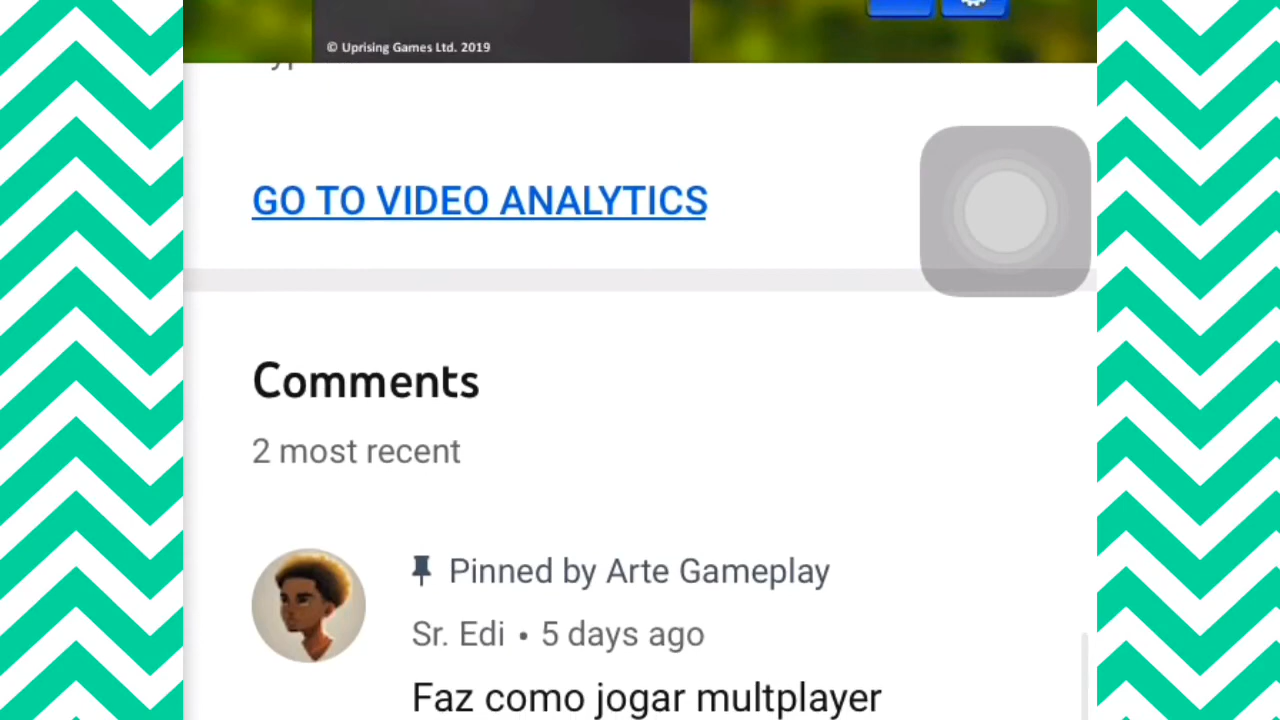 © Uprising Games Ltd. 2019
GO TO VIDEO ANALYTICS
Comments
2 most recent
Pinned by Arte Gameplay
Sr. Edi • 5 days ago
Faz como jogar multplayer